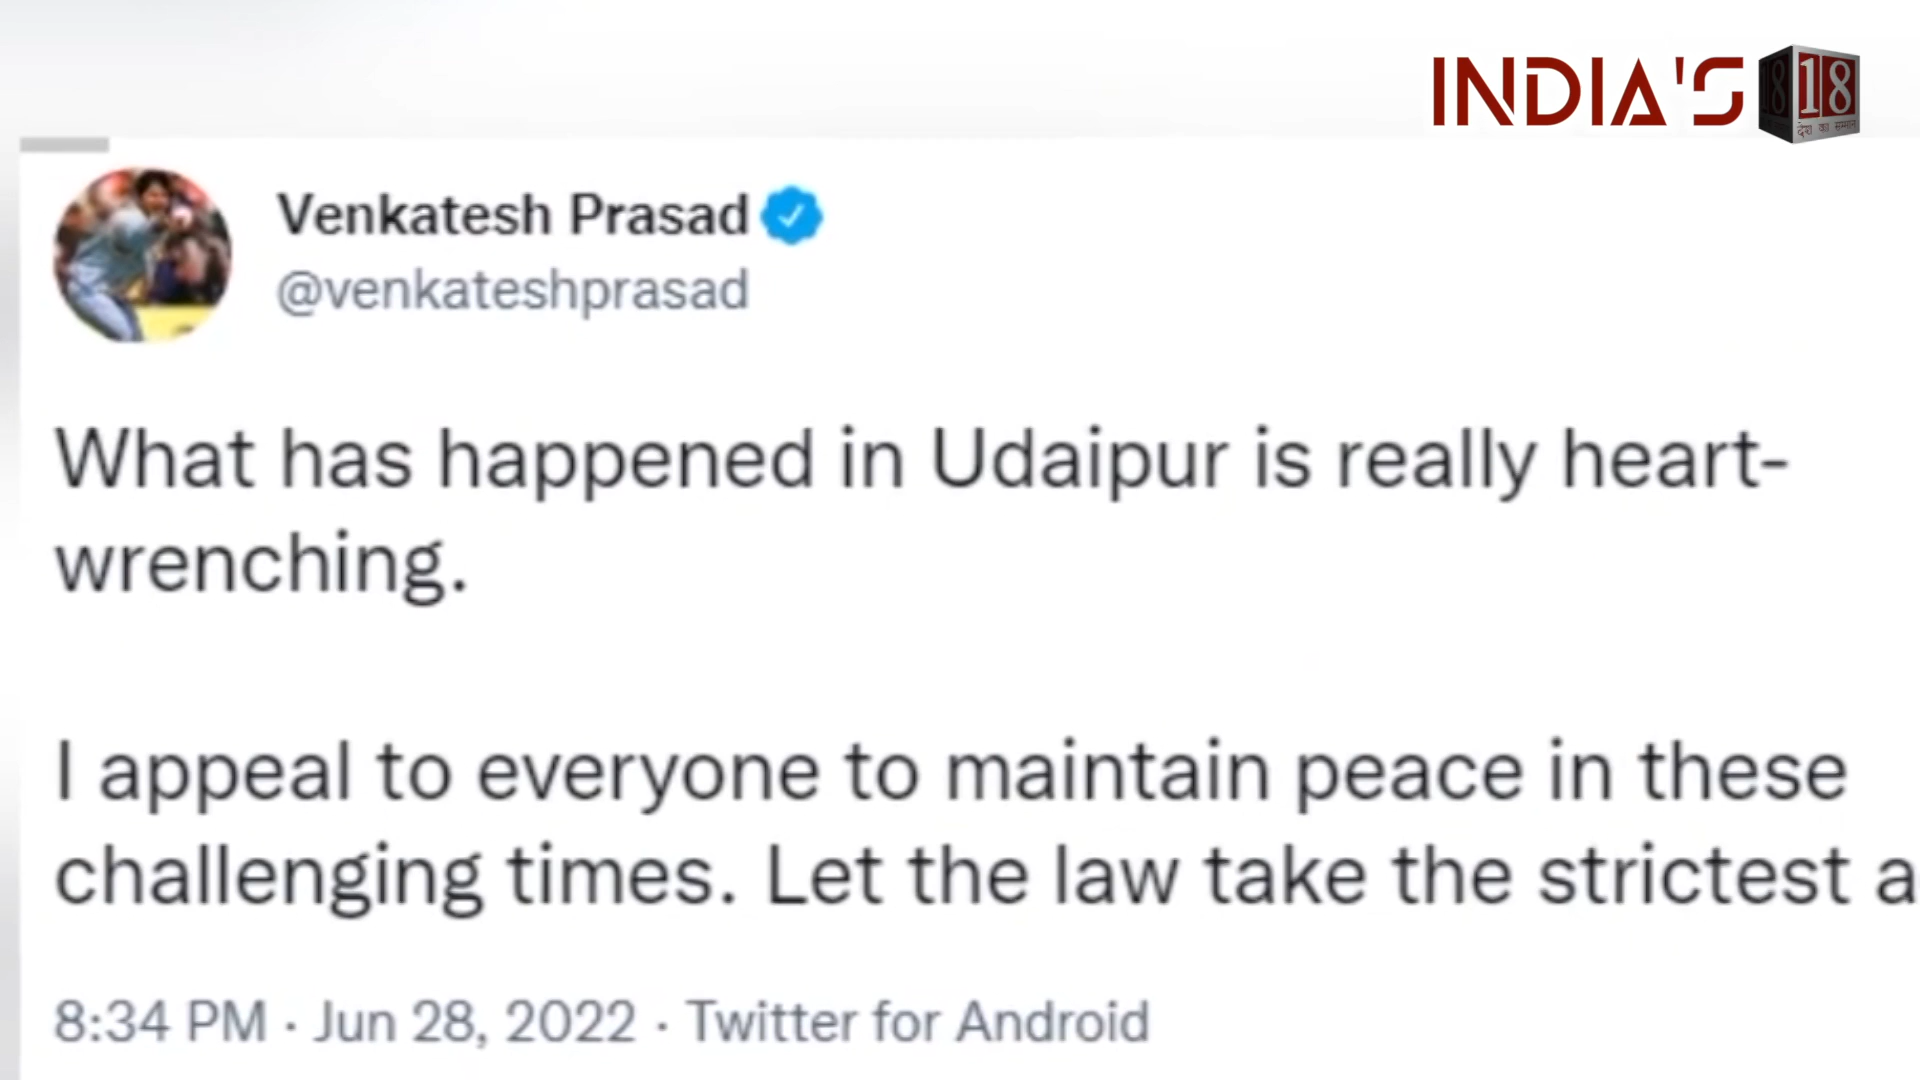 INDIA'S 18
देश का सम्मान
Venkatesh Prasad
@venkateshprasad
What has happened in Udaipur is really heart-
wrenching.
I appeal to everyone to maintain peace in these
challenging times. Let the law take the strictest a
8:34 PM · Jun 28, 2022 · Twitter for Android